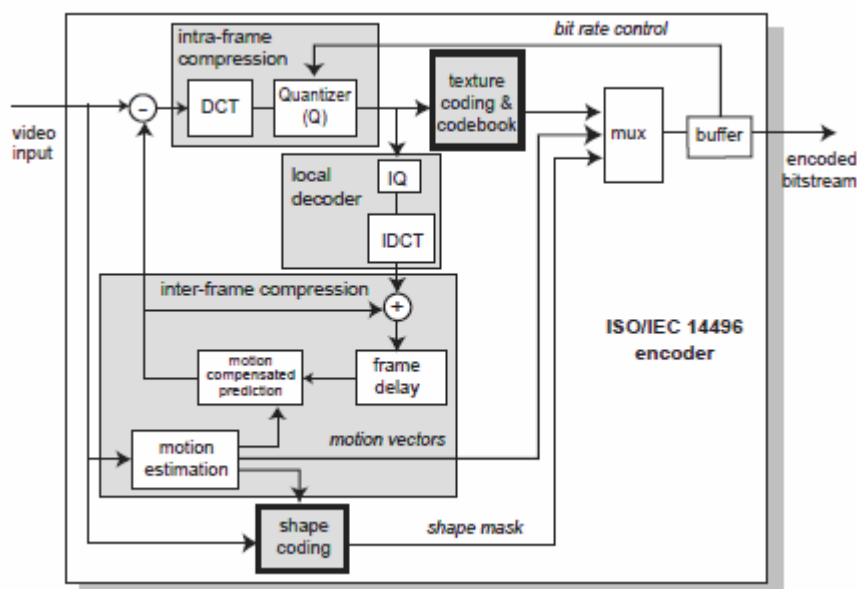 intra-frame
compression
bit rate control
DCT
Quantizer
(Q)
texture
coding &
codebook
mux
buffer
video
input
encoded
bitstream
local
decoder
IQ
IDCT
inter-frame compression
+
ISO/IEC 14496
encoder
motion
compensated
prediction
frame
delay
motion
estimation
motion vectors
shape
coding
shape mask